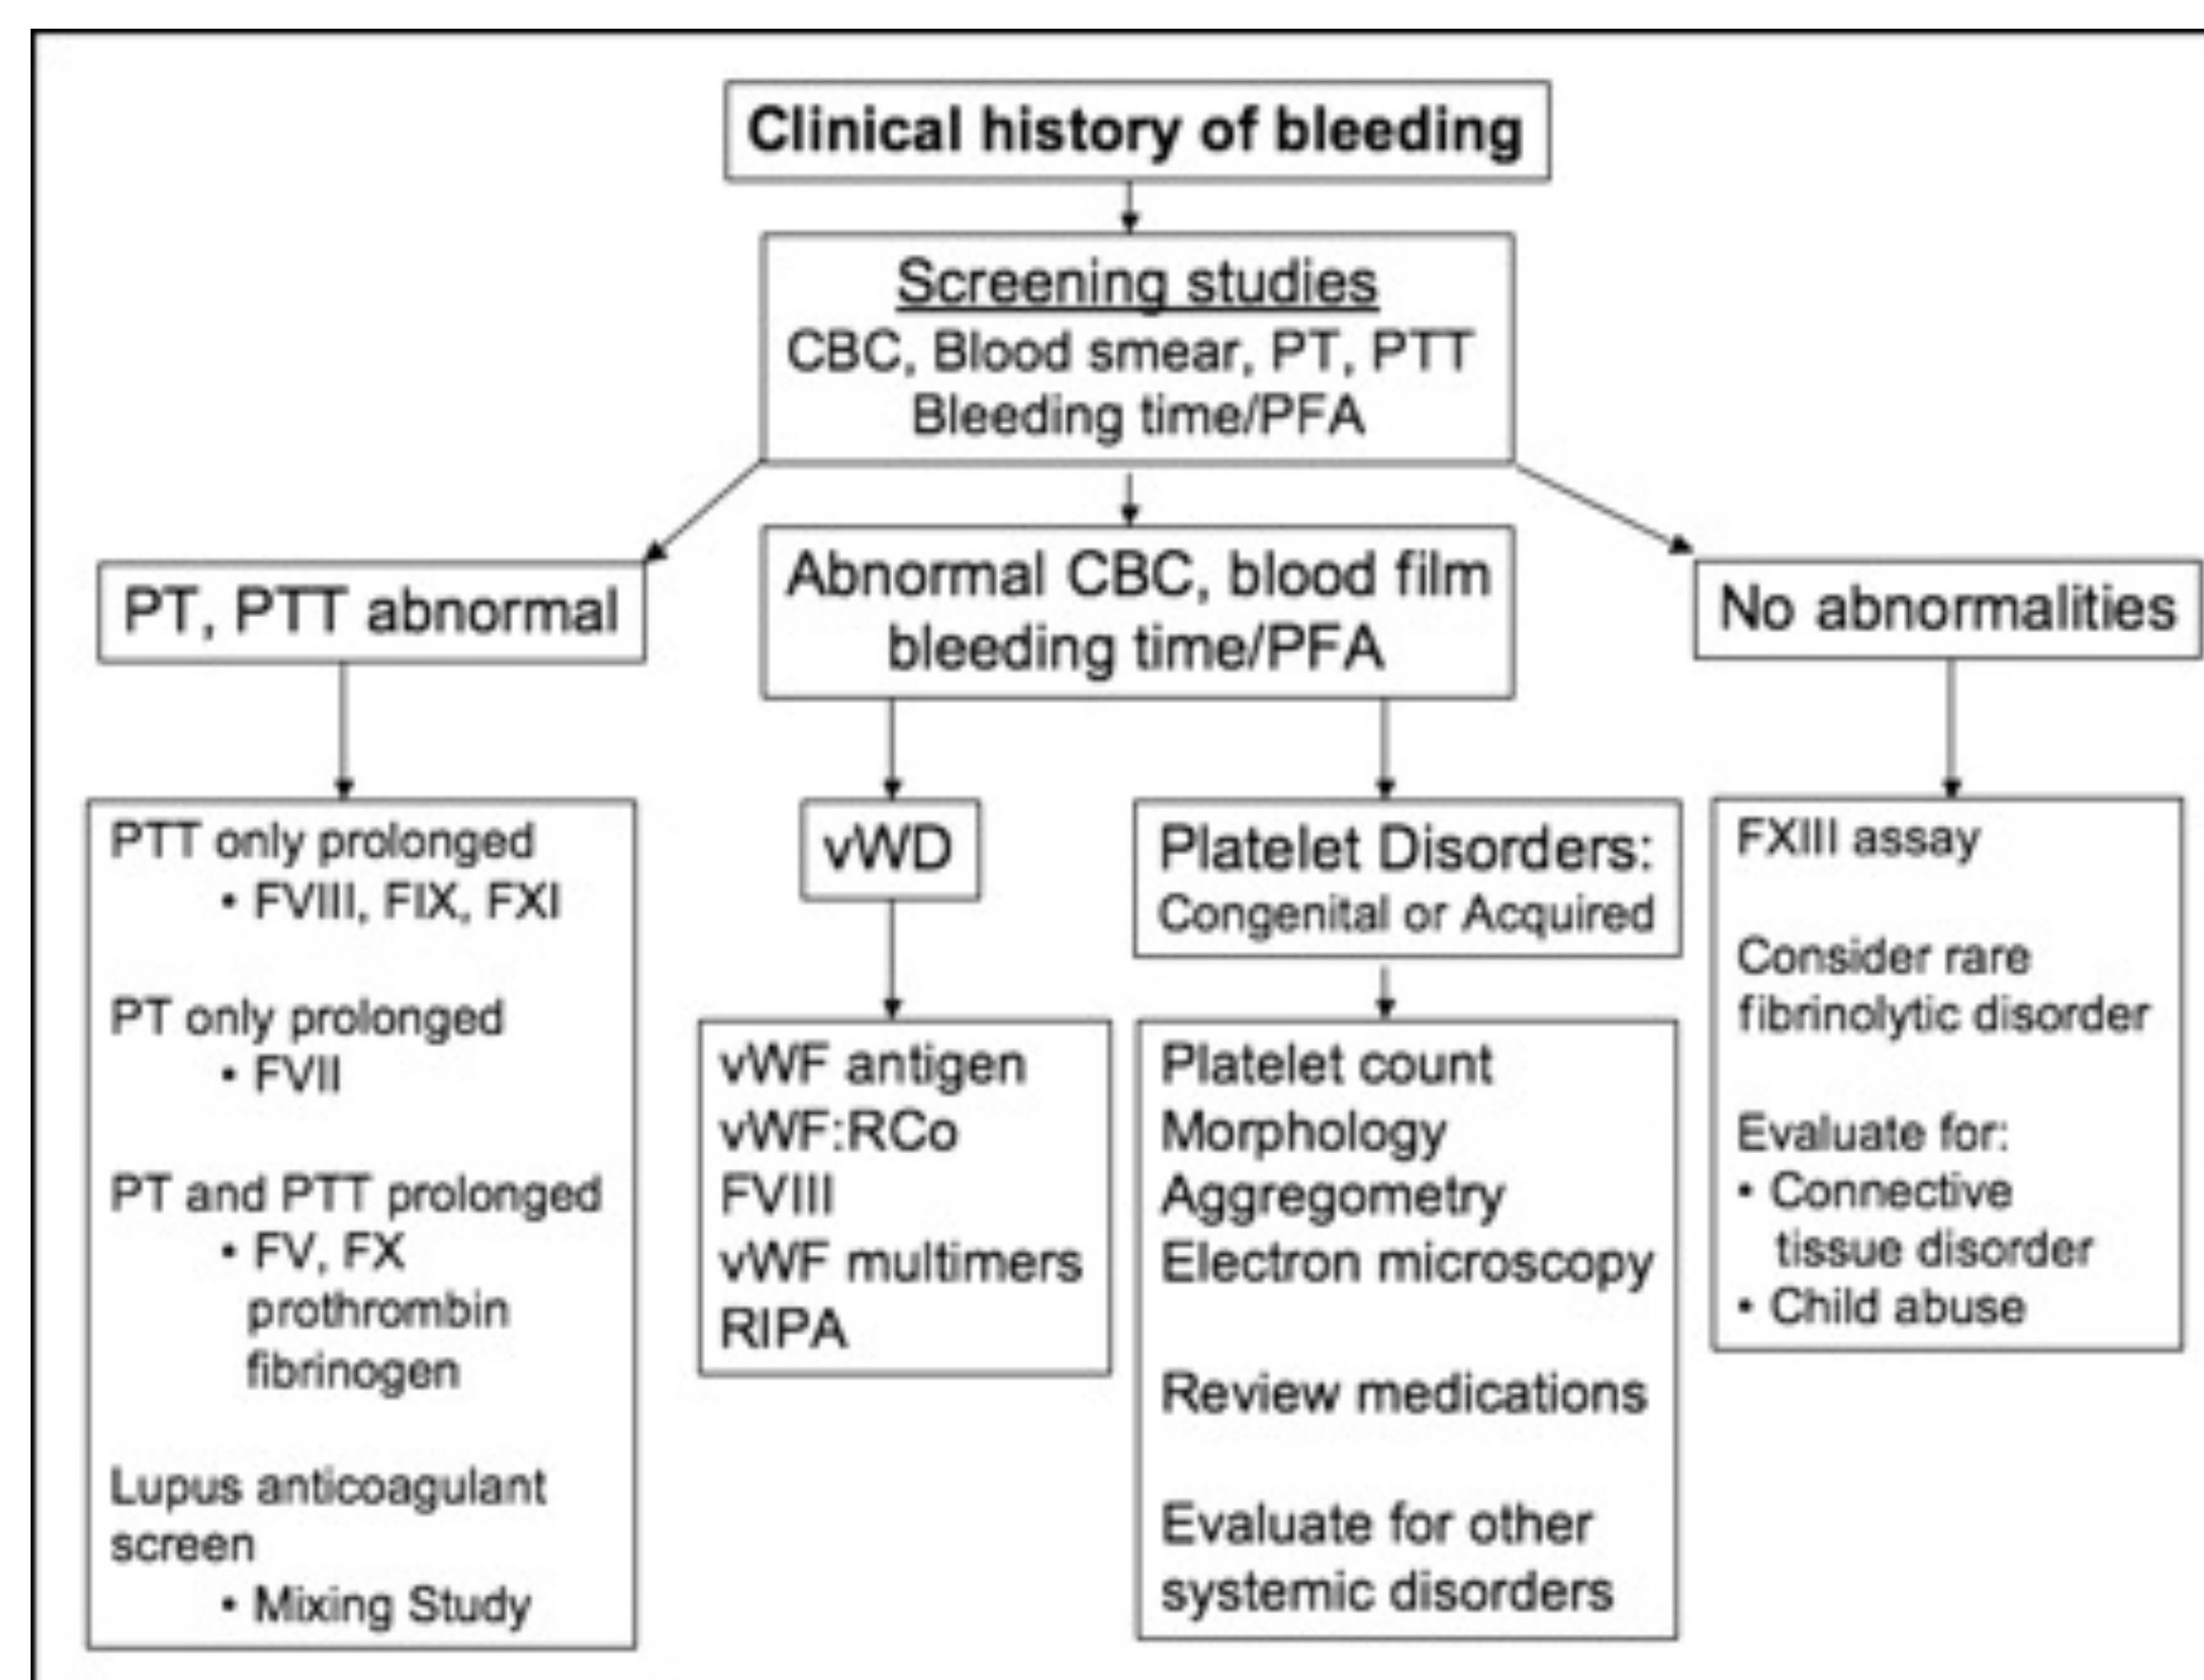 Clinical history of bleeding
Screening studies
CBC, Blood smear, PT, PTT
Bleeding time/PFA
PT, PTT abnormal
Abnormal CBC, blood film
bleeding time/PFA
No abnormalities
PTT only prolonged
• FVIII, FIX, FXI
PT only prolonged
• FVII
PT and PTT prolonged
• FV, FX
prothrombin
fibrinogen
Lupus anticoagulant
screen
• Mixing Study
vWD
vWF antigen
vWF:RCo
FVIII
vWF multimers
RIPA
Platelet Disorders:
Congenital or Acquired
Platelet count
Morphology
Aggregometry
Electron microscopy
Review medications
Evaluate for other
systemic disorders
FXIII assay
Consider rare
fibrinolytic disorder
Evaluate for:
• Connective
tissue disorder
• Child abuse